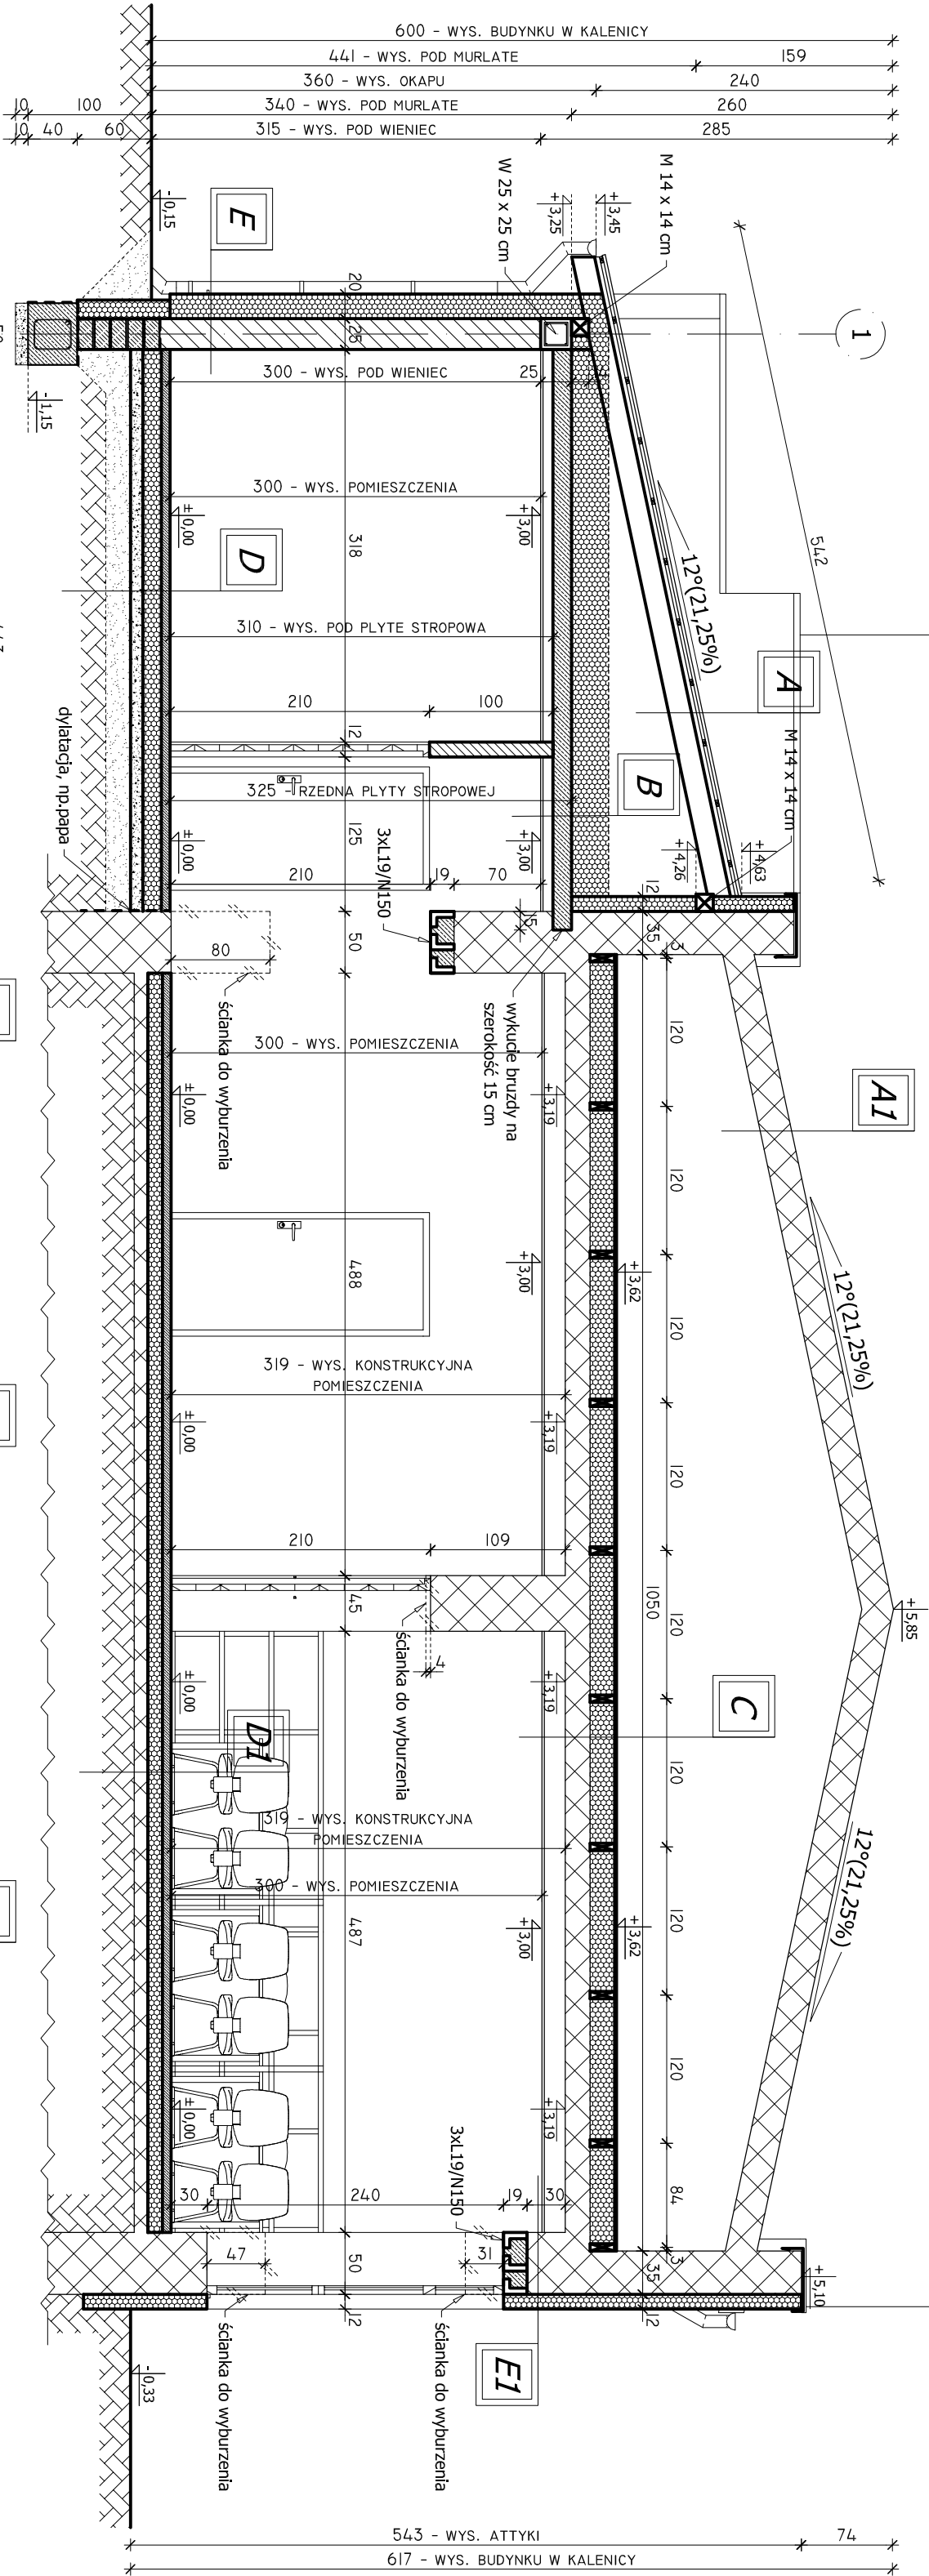 600 - WYS. BUDYNKU W KALENICY
441 - WYS. POD MURLATE
159
360 - WYS. OKAPU
240
10
100
340 - WYS. POD MURLATE
260
10
40
60
315 - WYS. POD WIENIEC
285
M 14 x 14 cm
W 25 x 25 cm
+3,45
+3,25
- 0,15
E
1
542
20
25
300 - WYS. POD WIENIEC
25
- 1,15
300 - WYS. POMIESZCZENIA
± 0,00
318
+3,00
D
12°(21,25%)
310 - WYS. POD PLYTE STROPOWA
A
210
12
100
dylatacja, np.papa
M 14 x 14 cm
B
325 - RZEDNA PLYTY STROPOWEJ
± 0,00
125
3xL19/N150
+3,00
+ 4,26
+ 4,63
210
19
70
12
35
3
15
80
50
wykucie bruzdy na
szerokość 15 cm
ścianka do wyburzenia
300 - WYS. POMIESZCZENIA
120
± 0,00
+3,19
A1
120
488
+3,00
+ 3,62
12°(21,25%)
120
319 - WYS. KONSTRUKCYJNA
POMIESZCZENIA
± 0,00
+3,19
120
210
109
45
1050
120
+ 5,85
ścianka do wyburzenia
4
± 0,00
+3,19
C
D1
120
319 - WYS. KONSTRUKCYJNA
POMIESZCZENIA
300 - WYS. POMIESZCZENIA
12°(21,25%)
487
+3,00
+ 3,62
120
120
± 0,00
+3,19
3xL19/N150
30
240
19
30
84
47
50
31
3
35
12
12
+ 5,10
ścianka do wyburzenia
ścianka do wyburzenia
E1
- 0,33
543 - WYS. ATTYKI
74
617 - WYS. BUDYNKU W KALENICY